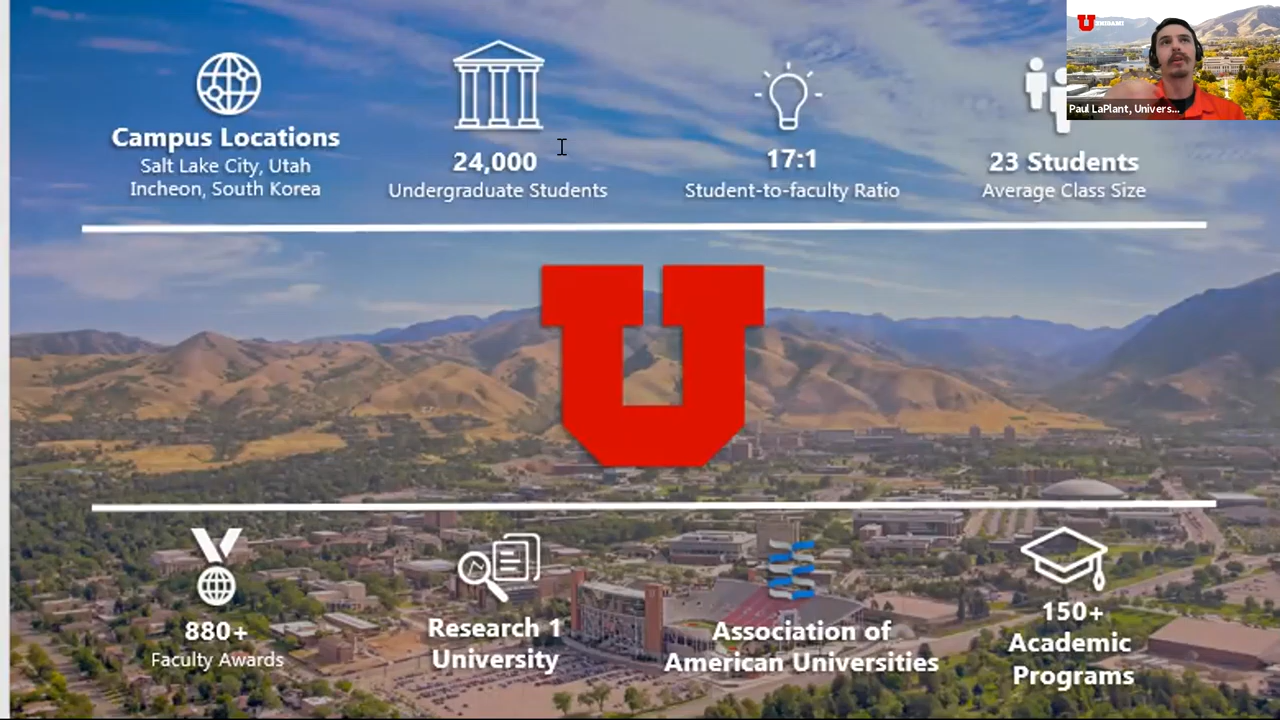 Campus Locations
Salt Lake City, Utah
Incheon, South Korea
24,000
Undergraduate Students
17:1
Student-to-faculty Ratio
23 Students
Average Class Size
Paul LaPlant, Univers...
U
U
880+
Faculty Awards
Research 1
University
Association of
American Universities
150+
Academic
Programs